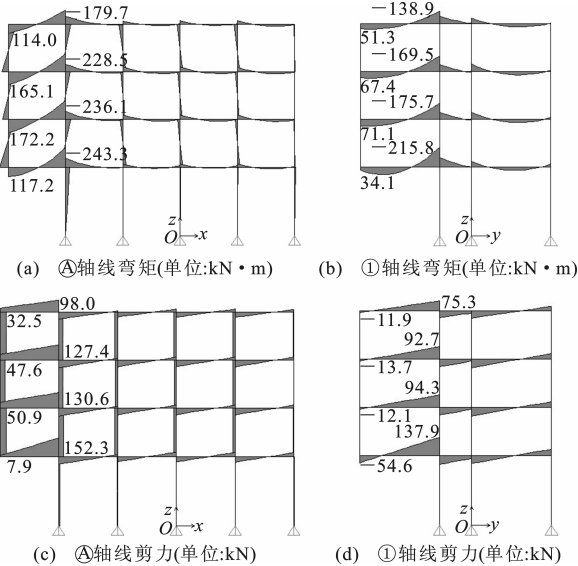 −179.7
114.0
−228.5
165.1
−236.1
172.2
−243.3
117.2
z
O x
(a) Ⓐ轴线弯矩(单位:kN·m)
−138.9
51.3
−169.5
67.4
−175.7
71.1
−215.8
34.1
z
O y
(b) ①轴线弯矩(单位:kN·m)
98.0
32.5
127.4
47.6
130.6
50.9
152.3
7.9
z
O x
(c) Ⓐ轴线剪力(单位:kN)
75.3
−11.9
92.7
−13.7
94.3
−12.1
137.9
−54.6
z
O y
(d) ①轴线剪力(单位:kN)